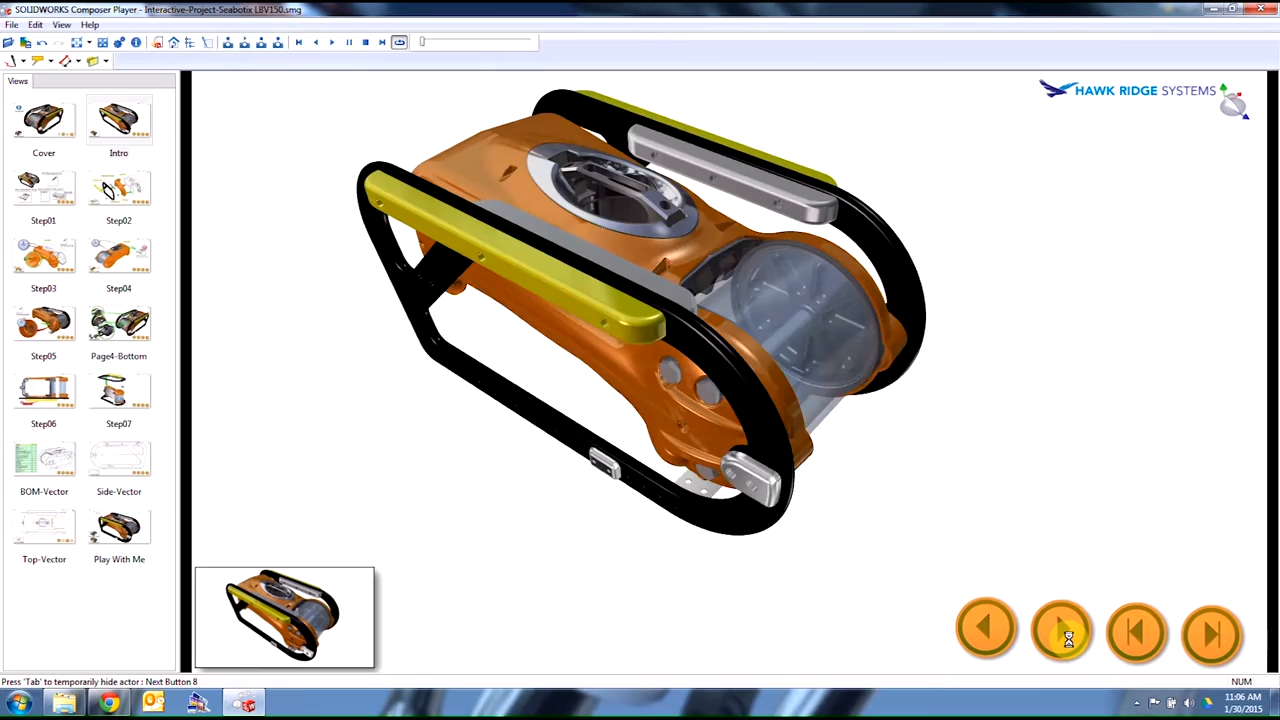 SOLIDWORKS Composer Player - Interactive-Project-Seabotix LBV150.smg
File Edit View Help
Views
HAWK RIDGE SYSTEMS
Cover Intro
Step01 Step02
Step03 Step04
Step05 Page4-Bottom
Step06 Step07
BOM-Vector Side-Vector
Top-Vector Play With Me
Press 'Tab' to temporarily hide actor : Next Button 8
NUM
11:06 AM
1/30/2015